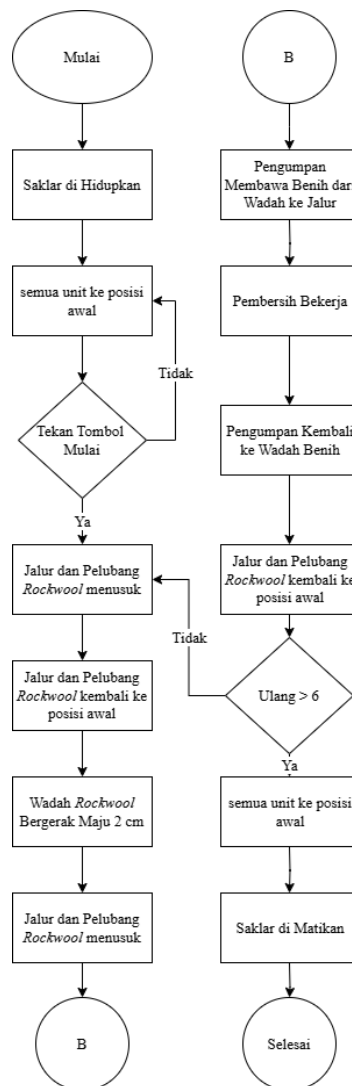 Mulai
Saklar di Hidupkan
semua unit ke posisi
awal
Tidak
Tekan Tombol
Mulai
Ya
Jalur dan Pelubang
Rockwool menusuk
Jalur dan Pelubang
Rockwool kembali ke
posisi awal
Wadah Rockwool
Bergerak Maju 2 cm
Jalur dan Pelubang
Rockwool menusuk
B
B
Pengumpan
Membawa Benih dari
Wadah ke Jalur
Pembersih Bekerja
Pengumpan Kembali
ke Wadah Benih
Jalur dan Pelubang
Rockwool kembali ke
posisi awal
Tidak
Ulang > 6
Ya
semua unit ke posisi
awal
Saklar di Matikan
Selesai